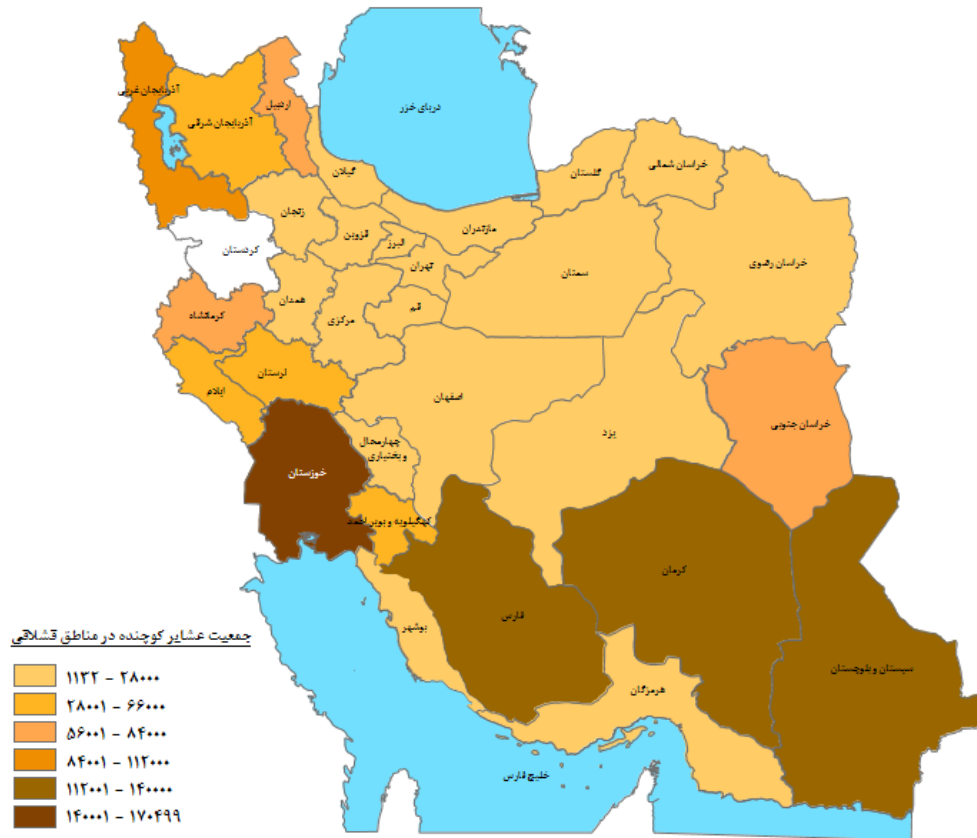 آذربایجان غربی
اردبیل
آذربایجان شرقی
دریای خزر
گیلان
گلستان
خراسان شمالی
زنجان
مازندران
قزوین
البرز
کردستان
تهران
سمنان
خراسان رضوی
همدان
قم
کرمانشاه
مرکزی
لرستان
ایلام
اصفهان
خراسان جنوبی
یزد
چهارمحال
و بختیاری
خوزستان
کهگیلویه و بویر احمد
کرمان
فارس
بوشهر
سیستان و بلوچستان
هرمزگان
خلیج فارس
جمعیت عشایر کوچنده در مناطق قشلاقی
۱۱۳۲ - ۲۸۰۰۰
۲۸۰۰۱ - ۶۶۰۰۰
۵۶۰۰۱ - ۸۴۰۰۰
۸۴۰۰۱ - ۱۱۲۰۰۰
۱۱۲۰۰۱ - ۱۴۰۰۰۰
۱۴۰۰۰۱ - ۱۷۰۴۹۹